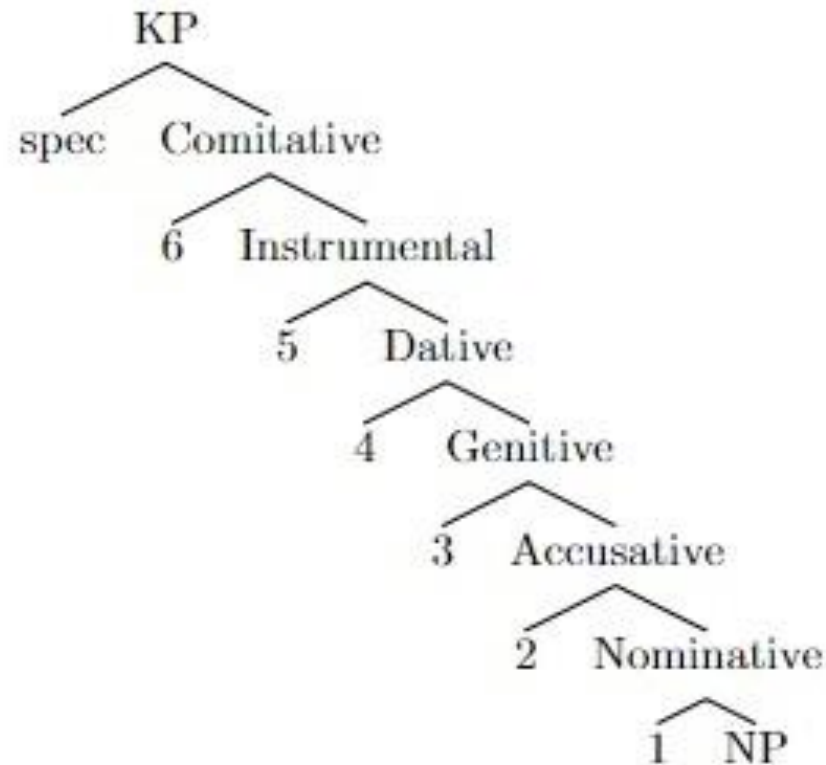 KP
spec Comitative
6 Instrumental
5 Dative
4 Genitive
3 Accusative
2 Nominative
1 NP